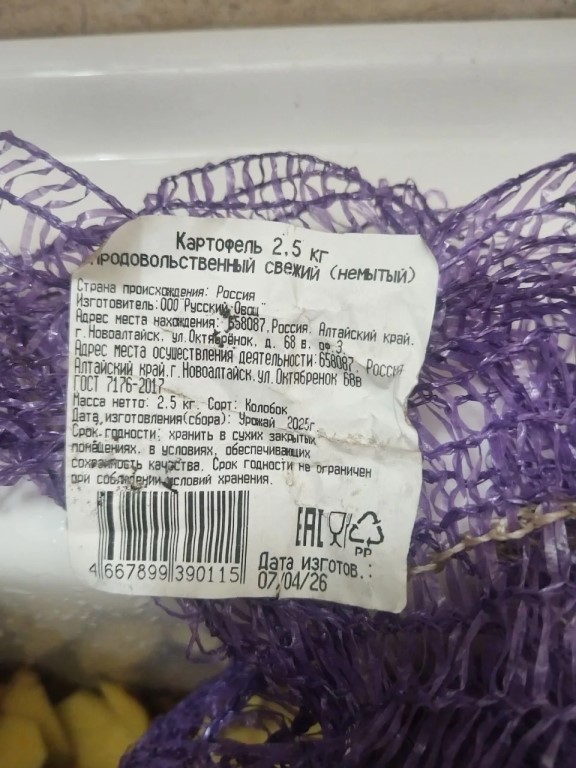 Картофель 2,5 кг
продовольственный свежий (немытый)
Страна происхождения: Россия
Изготовитель:ООО"Русский Овощ"
Адрес места нахождения: 658087,Россия, Алтайский край,
г.Новоалтайск, ул.Октябрёнок, д. 68 в, оф 3
Адрес места осуществления деятельности:658087, Россия
Алтайский край,г.Новоалтайск,ул.Октябренок 68в
ГОСТ 7176-2017
Масса нетто: 2.5 кг. Сорт: Колобок
Дата изготовления(сбора): Урожай 2025г
Срок годности: хранить в сухих закрытых
помещениях, в условиях, обеспечивающих
сохранность качества. Срок годности не ограничен
при соблюдении условий хранения.
EAC
PP
4 667899 390115
Дата изготов.:
07/04/26